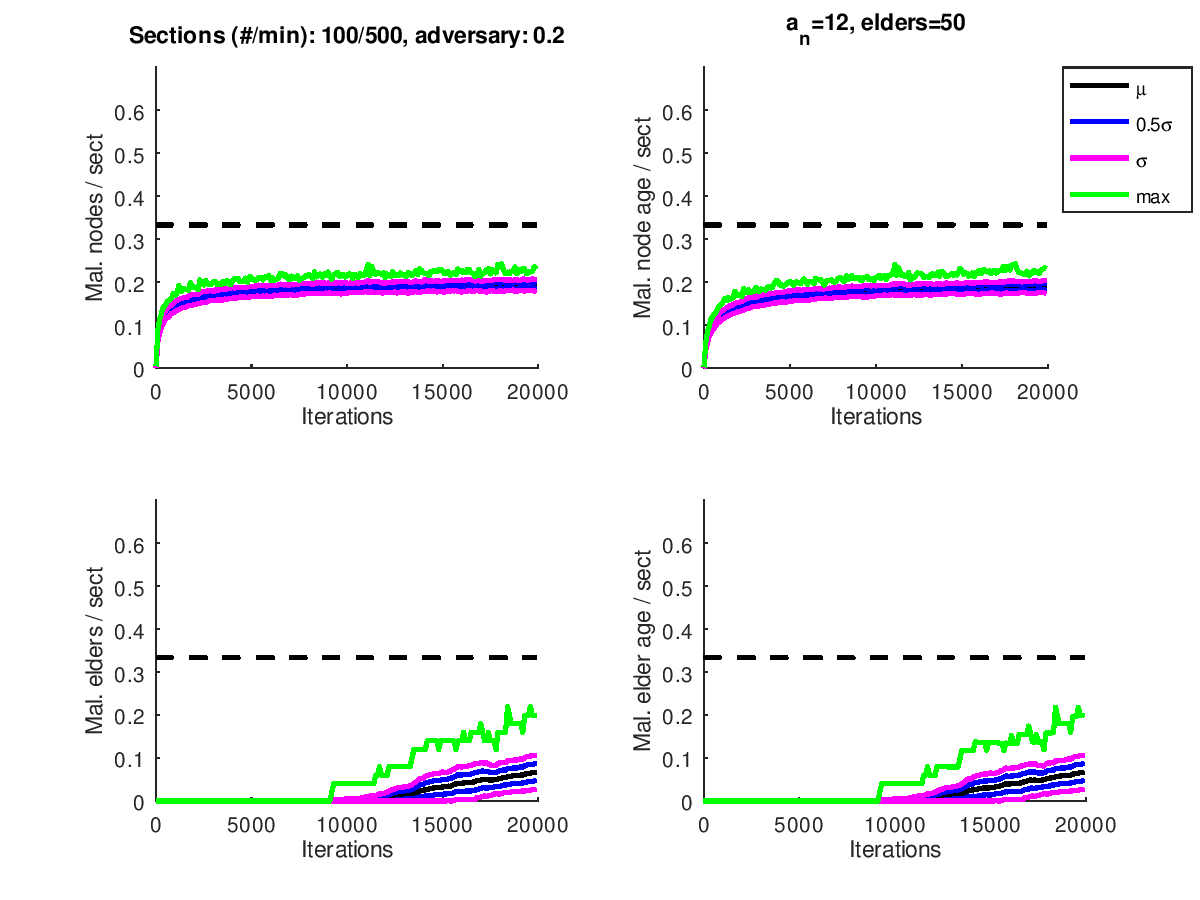 Sections (#/min): 100/500, adversary: 0.2
a_n=12, elders=50
μ
0.5σ
σ
max
Mal. nodes / sect
0.6
0.5
0.4
0.3
0.2
0.1
0
0 5000 10000 15000 20000
Iterations
Mal. node age / sect
0.6
0.5
0.4
0.3
0.2
0.1
0
0 5000 10000 15000 20000
Iterations
Mal. elders / sect
0.6
0.5
0.4
0.3
0.2
0.1
0
0 5000 10000 15000 20000
Iterations
Mal. elder age / sect
0.6
0.5
0.4
0.3
0.2
0.1
0
0 5000 10000 15000 20000
Iterations